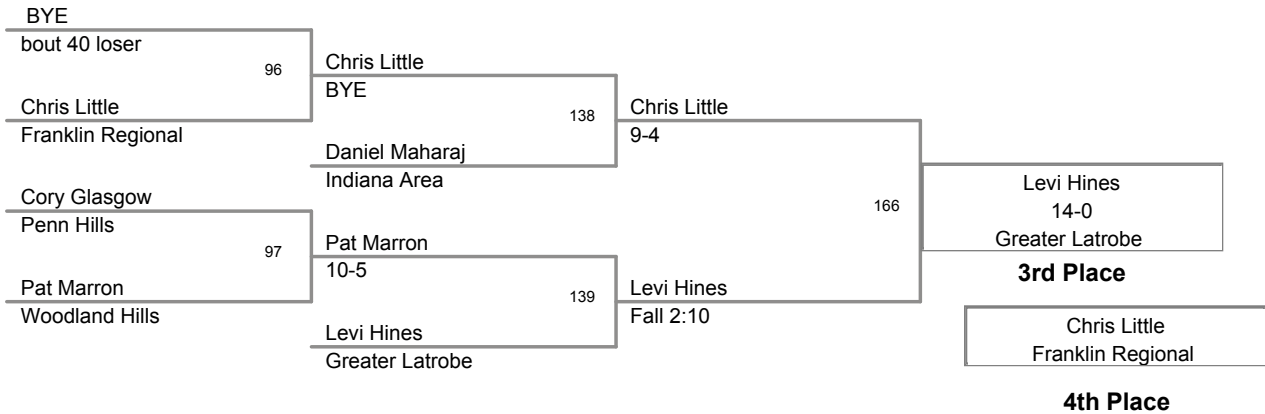 BYE
bout 40 loser
96
Chris Little
Franklin Regional
Chris Little
BYE
138
Daniel Maharaj
Indiana Area
Chris Little
9-4
Cory Glasgow
Penn Hills
97
Pat Marron
Woodland Hills
Pat Marron
10-5
139
Levi Hines
Greater Latrobe
Levi Hines
Fall 2:10
166
Levi Hines
14-0
Greater Latrobe
3rd Place
Chris Little
Franklin Regional
4th Place